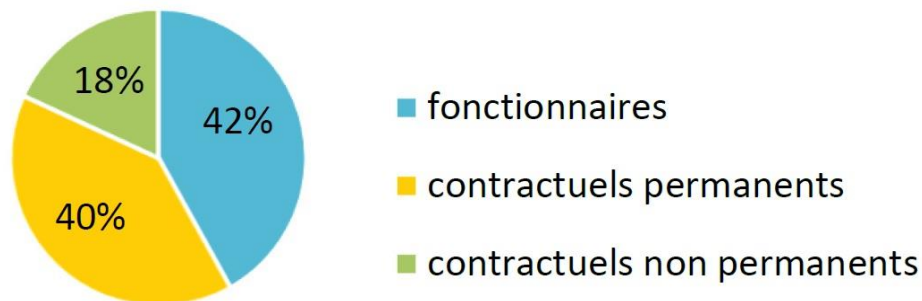 18%
42%
40%
fonctionnaires
contractuels permanents
contractuels non permanents